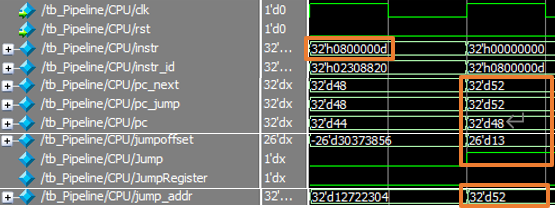 /tb_Pipeline/CPU/clk 1'd0
/tb_Pipeline/CPU/rst 1'd0
/tb_Pipeline/CPU/instr 32'... 32'h0800000d 32'h00000000
/tb_Pipeline/CPU/instr_id 32'... 32'h02308820 32'h0800000d
/tb_Pipeline/CPU/pc_next 32'dx 32'd48 32'd52
/tb_Pipeline/CPU/pc_jump 32'dx 32'd48 32'd52
/tb_Pipeline/CPU/pc 32'dx 32'd44 32'd48
/tb_Pipeline/CPU/jumpoffset 26'dx -26'd30373856 26'd13
/tb_Pipeline/CPU/Jump 1'dx
/tb_Pipeline/CPU/JumpRegister 1'dx
/tb_Pipeline/CPU/jump_addr 32'... 32'd12722304 32'd52